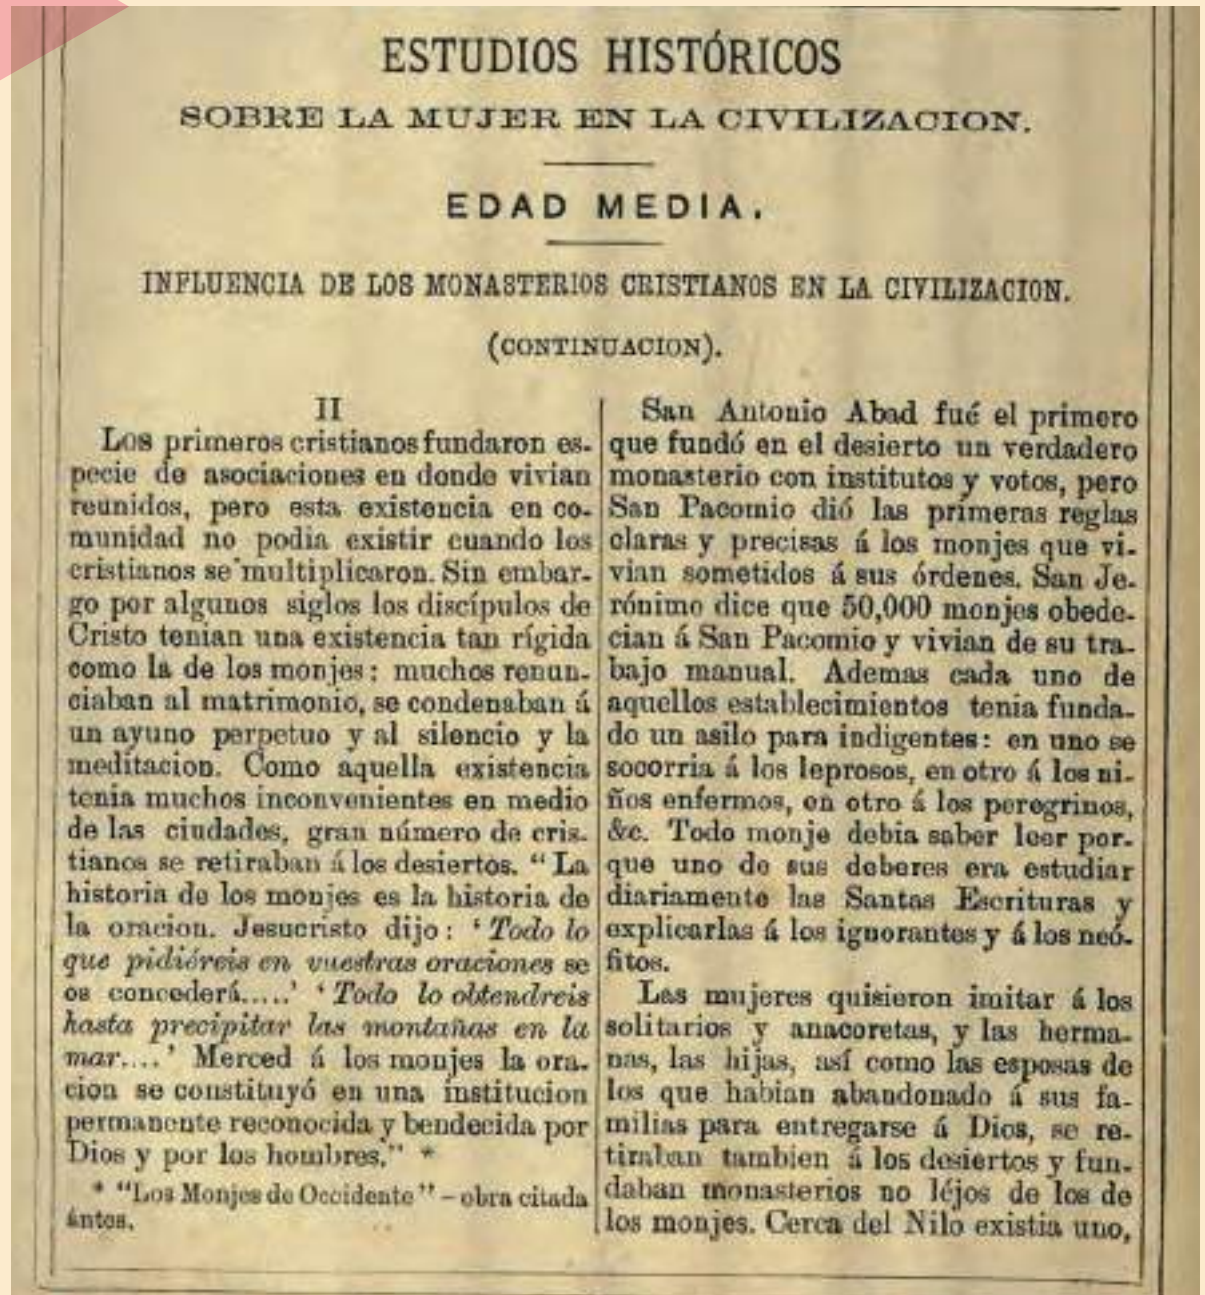 ESTUDIOS HISTÓRICOS
SOBRE LA MUJER EN LA CIVILIZACION.
EDAD MEDIA.
INFLUENCIA DE LOS MONASTERIOS CRISTIANOS EN LA CIVILIZACION.
(CONTINUACION).
II
Los primeros cristianos fundaron es-
pecie de asociaciones en donde vivian
reunidos, pero esta existencia en co-
munidad no podia existir cuando los
cristianos se multiplicaron. Sin embar-
go por algunos siglos los discípulos de
Cristo tenian una existencia tan rígida
como la de los monjes: muchos renun-
ciaban al matrimonio, se condenaban á
un ayuno perpetuo y al silencio y la
meditacion. Como aquella existencia
tenia muchos inconvenientes en medio
de las ciudades, gran número de cris-
tianos se retiraban á los desiertos. "La
historia de los monjes es la historia de
la oracion. Jesucristo dijo: 'Todo lo
que pidiéreis en vuestras oraciones se
os concederá.....' 'Todo lo obtendreis
hasta precipitar las montañas en la
mar....' Merced á los monjes la ora-
cion se constituyó en una institucion
permanente reconocida y bendecida por
Dios y por los hombres." *
* "Los Monjes de Occidente"—obra citada
ántes.
San Antonio Abad fué el primero
que fundó en el desierto un verdadero
monasterio con institutos y votos, pero
San Pacomio dió las primeras reglas
claras y precisas á los monjes que vi-
vian sometidos á sus órdenes. San Je-
rónimo dice que 50,000 monjes obede-
cian á San Pacomio y vivian de su tra-
bajo manual. Ademas cada uno de
aquellos establecimientos tenia funda-
do un asilo para indigentes: en uno se
socorria á los leprosos, en otro á los ni-
ños enfermos, en otro á los peregrinos,
&c. Todo monje debia saber leer por-
que uno de sus deberes era estudiar
diariamente las Santas Escrituras y
explicarlas á los ignorantes y á los neó-
fitos.
Las mujeres quisieron imitar á los
solitarios y anacoretas, y las herma-
nas, las hijas, así como las esposas de
los que habian abandonado á sus fa-
milias para entregarse á Dios, se re-
tiraban tambien á los desiertos y fun-
daban monasterios no léjos de los de
los monjes. Cerca del Nilo existia uno,